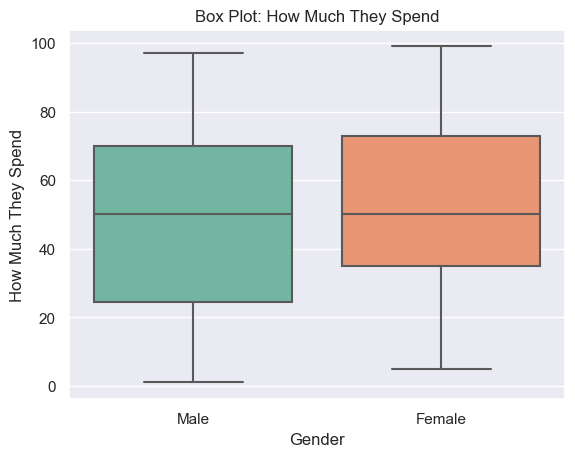 Box Plot: How Much They Spend
How Much They Spend
100
80
60
40
20
0
Male
Female
Gender